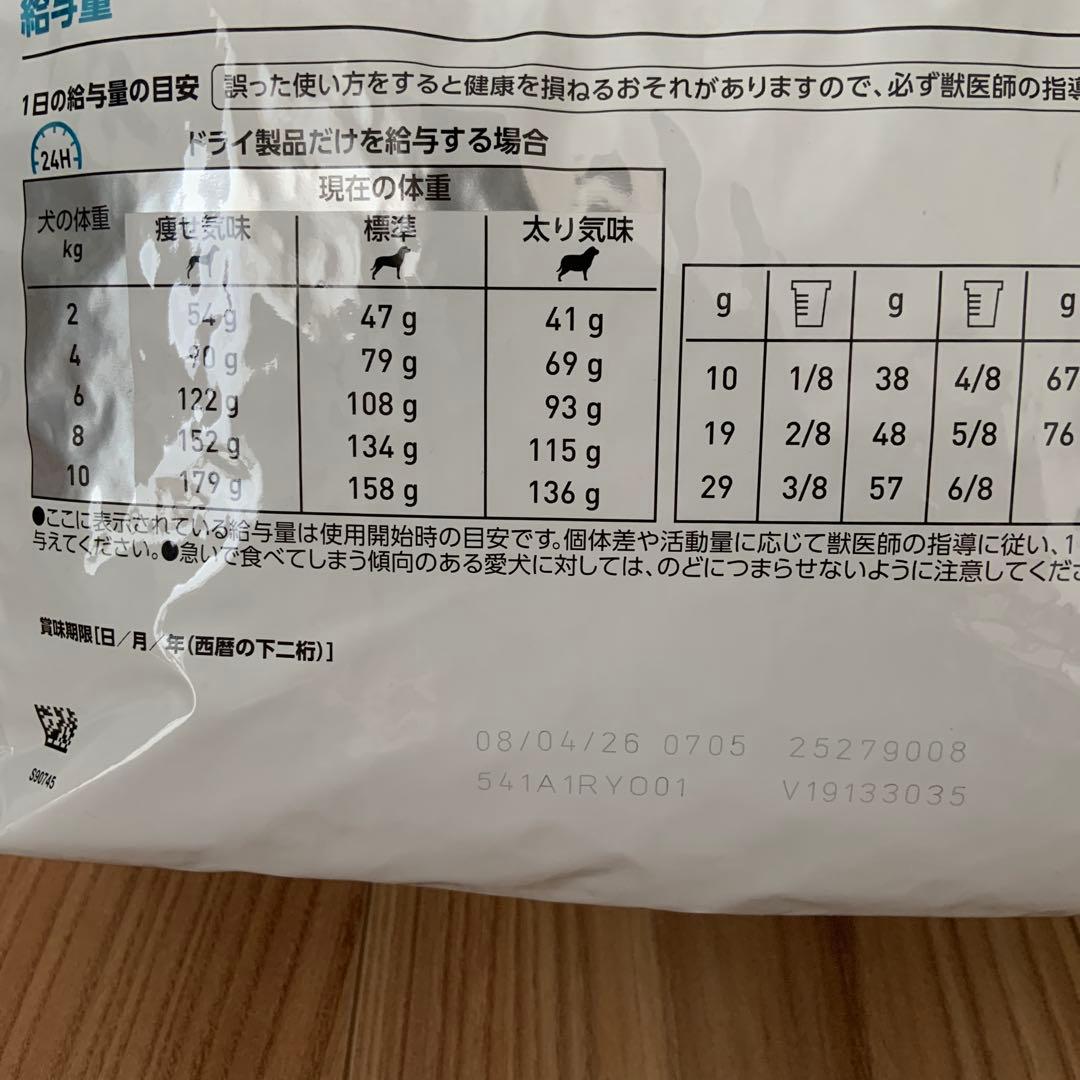 給与量
1日の給与量の目安 誤った使い方をすると健康を損ねるおそれがありますので、必ず獣医師の指導
24H
ドライ製品だけを給与する場合
犬の体重 kg 現在の体重
痩せ気味 標準 太り気味
2 54 g 47 g 41 g
4 90 g 79 g 69 g
6 122 g 108 g 93 g
8 152 g 134 g 115 g
10 179 g 158 g 136 g
g g g
10 1/8 38 4/8 67
19 2/8 48 5/8 76
29 3/8 57 6/8
●ここに表示されている給与量は使用開始時の目安です。個体差や活動量に応じて獣医師の指導に従い、1
与えてください。●急いで食べてしまう傾向のある愛犬に対しては、のどにつまらせないように注意してくださ
賞味期限[日/月/年(西暦の下二桁)]
S90745
08/04/26 0705 25279008
541A1RYO01 V19133035